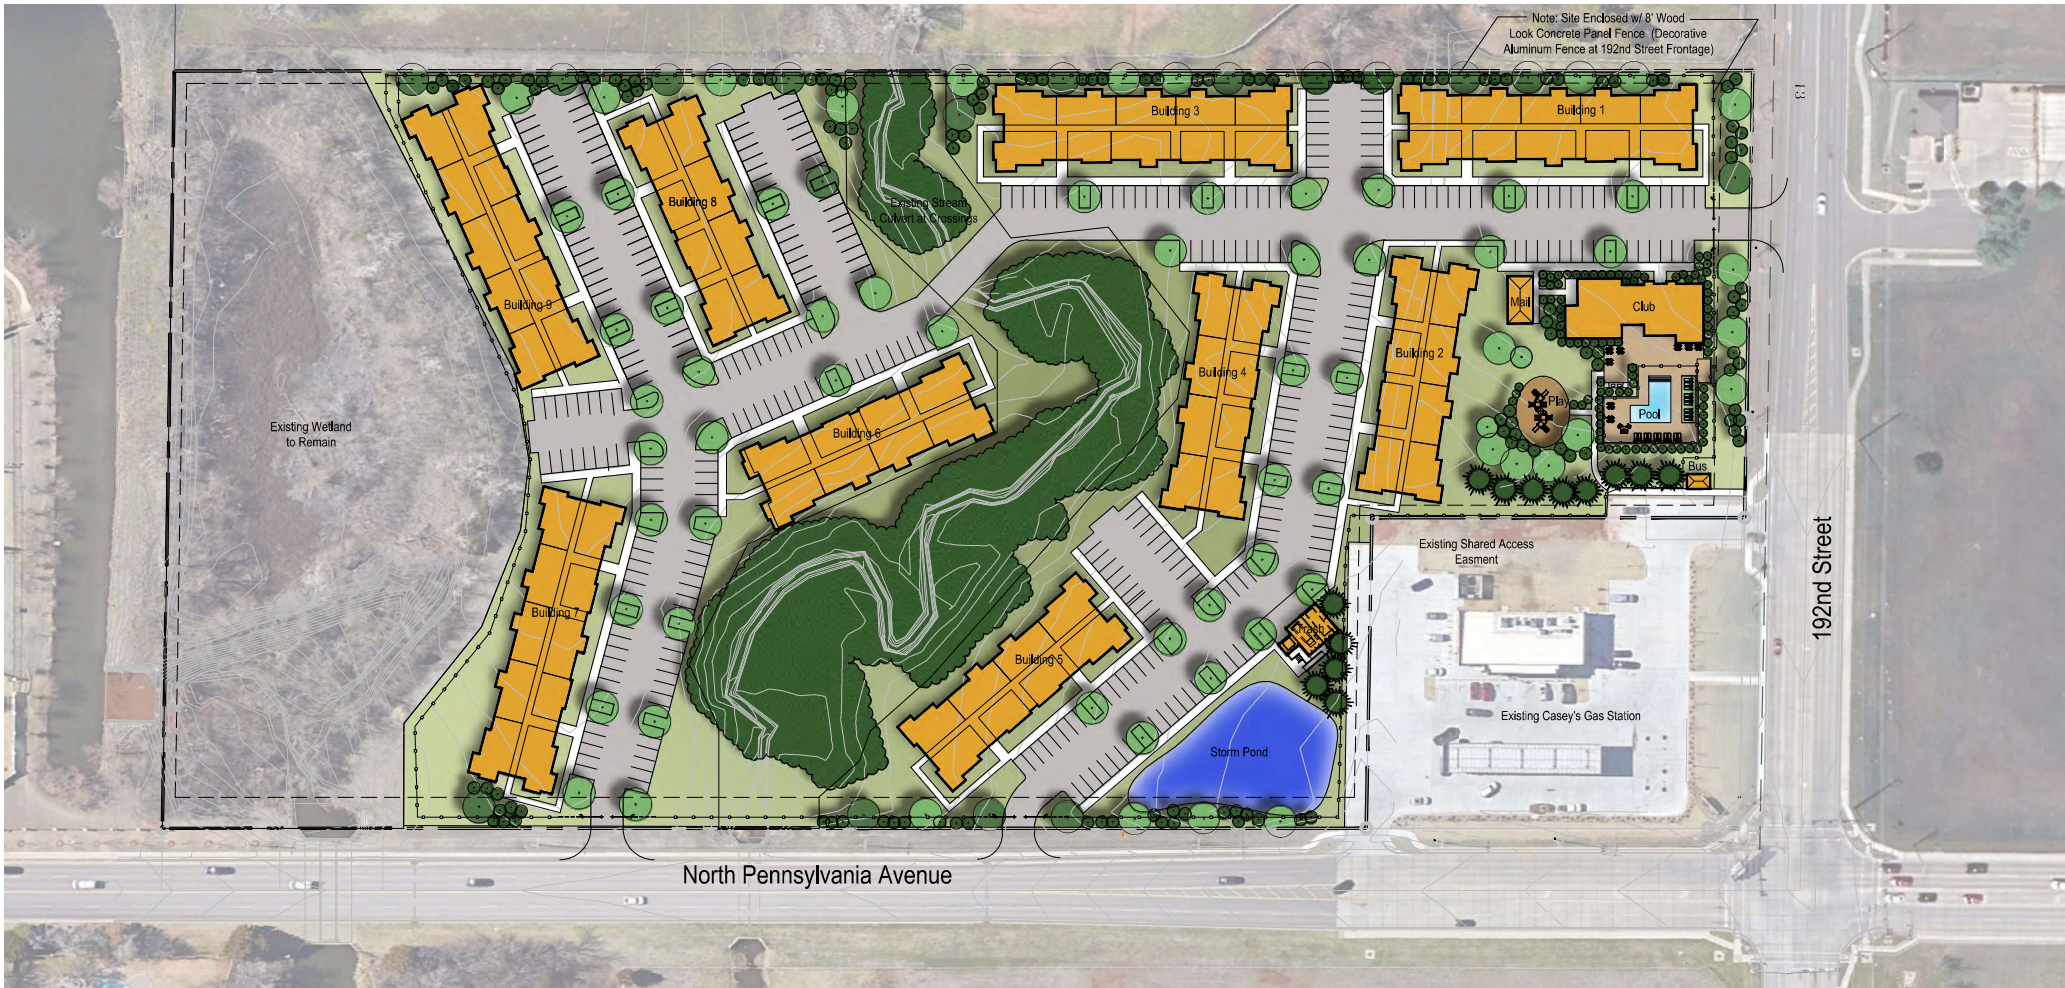 Note: Site Enclosed w/ 8' Wood
Look Concrete Panel Fence (Decorative
Aluminum Fence at 192nd Street Frontage)
13
Building 3
Building 1
Building 8
Existing Stream
Culvert at Crossings
Building 9
Mail
Club
Building 2
Building 4
Play
Pool
Existing Wetland
to Remain
Building 6
Bus
Existing Shared Access
Easment
192nd Street
Building 7
Trash
Building 5
Existing Casey's Gas Station
Storm Pond
North Pennsylvania Avenue